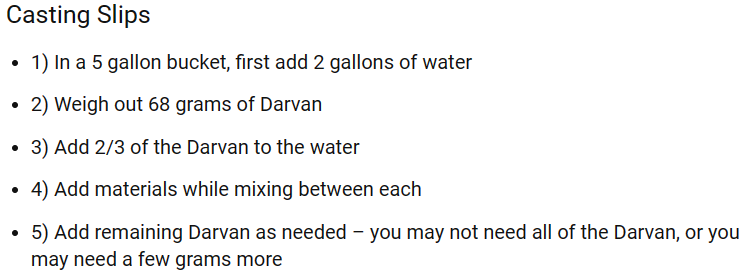 Casting Slips
• 1) In a 5 gallon bucket, first add 2 gallons of water
• 2) Weigh out 68 grams of Darvan
• 3) Add 2/3 of the Darvan to the water
• 4) Add materials while mixing between each
• 5) Add remaining Darvan as needed – you may not need all of the Darvan, or you
may need a few grams more